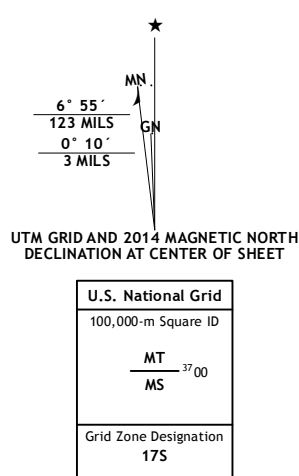 ★
MN
GN
6° 55´
123 MILS
0° 10´
3 MILS
UTM GRID AND 2014 MAGNETIC NORTH
DECLINATION AT CENTER OF SHEET
U.S. National Grid
100,000-m Square ID
MT
3700
MS
Grid Zone Designation
17S